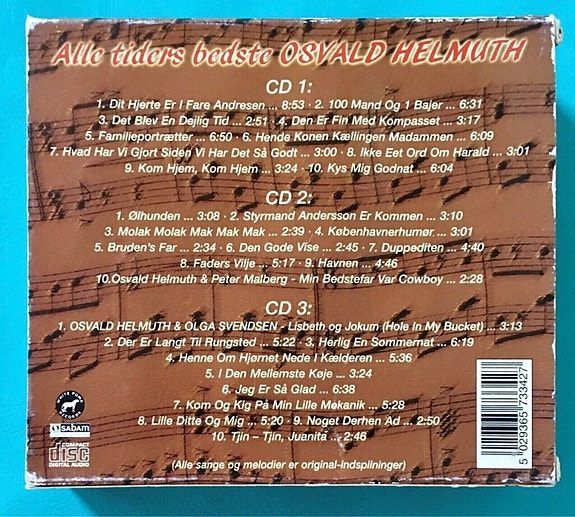 Alle tiders bedste OSVALD HELMUTH
CD 1:
1. Dit Hjerte Er I Fare Andresen ... 8:53 · 2. 100 Mand Og 1 Bajer ... 6:31
3. Det Blev En Dejlig Tid ... 2:51 · 4. Den Er Fin Med Kompasset ... 3:17
5. Familieportrætter ... 6:50 · 6. Hende Konen Kællingen Madammen ... 6:09
7. Hvad Har Vi Gjort Siden Vi Har Det Så Godt ... 3:00 · 8. Ikke Eet Ord Om Harald ... 3:01
9. Kom Hjem, Kom Hjem ... 3:24 · 10. Kys Mig Godnat ... 6:04
CD 2:
1. Ølhunden ... 3:08 · 2. Styrmand Andersson Er Kommen ... 3:10
3. Molak Molak Mak Mak Mak ... 2:39 · 4. Københavnerhumør ... 3:01
5. Bruden's Far ... 2:34 · 6. Den Gode Vise ... 2:45 · 7. Duppediten ... 4:40
8. Faders Vilje ... 5:17 · 9. Havnen ... 4:46
10.Osvald Helmuth & Peter Malberg - Min Bedstefar Var Cowboy ... 2:28
CD 3:
1. OSVALD HELMUTH & OLGA SVENDSEN - Lisbeth og Jokum (Hole In My Bucket) ... 3:13
2. Der Er Langt Til Rungsted ... 5:22 · 3. Herlig En Sommernat ... 6:19
4. Henne Om Hjørnet Nede I Kælderen ... 5:36
5. I Den Mellemste Køje ... 3:24
6. Jeg Er Så Glad ... 6:38
7. Kom Og Kig På Min Lille Mekanik ... 5:28
8. Lille Ditte Og Mig ... 5:20 · 9. Noget Derhen Ad ... 2:50
10. Tjin – Tjin, Juanita ... 2:46
(Alle sange og melodier er original-indspilninger)
WHITE PUMA
RECORDS
sabam
COMPACT
disc
DIGITAL AUDIO
5 029365 733427